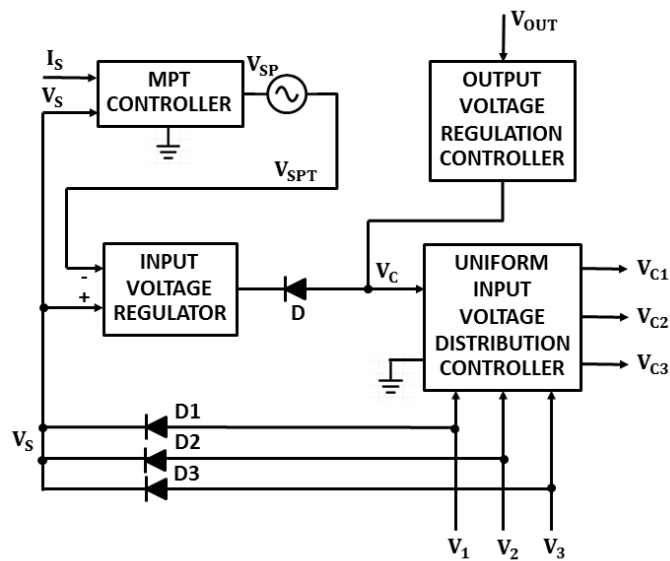 V_OUT
I_S
V_S
MPT
CONTROLLER
V_SP
OUTPUT
VOLTAGE
REGULATION
CONTROLLER
V_SPT
-
+
INPUT
VOLTAGE
REGULATOR
D
V_C
UNIFORM
INPUT
VOLTAGE
DISTRIBUTION
CONTROLLER
V_C1
V_C2
V_C3
V_S
D1
D2
D3
V_1
V_2
V_3